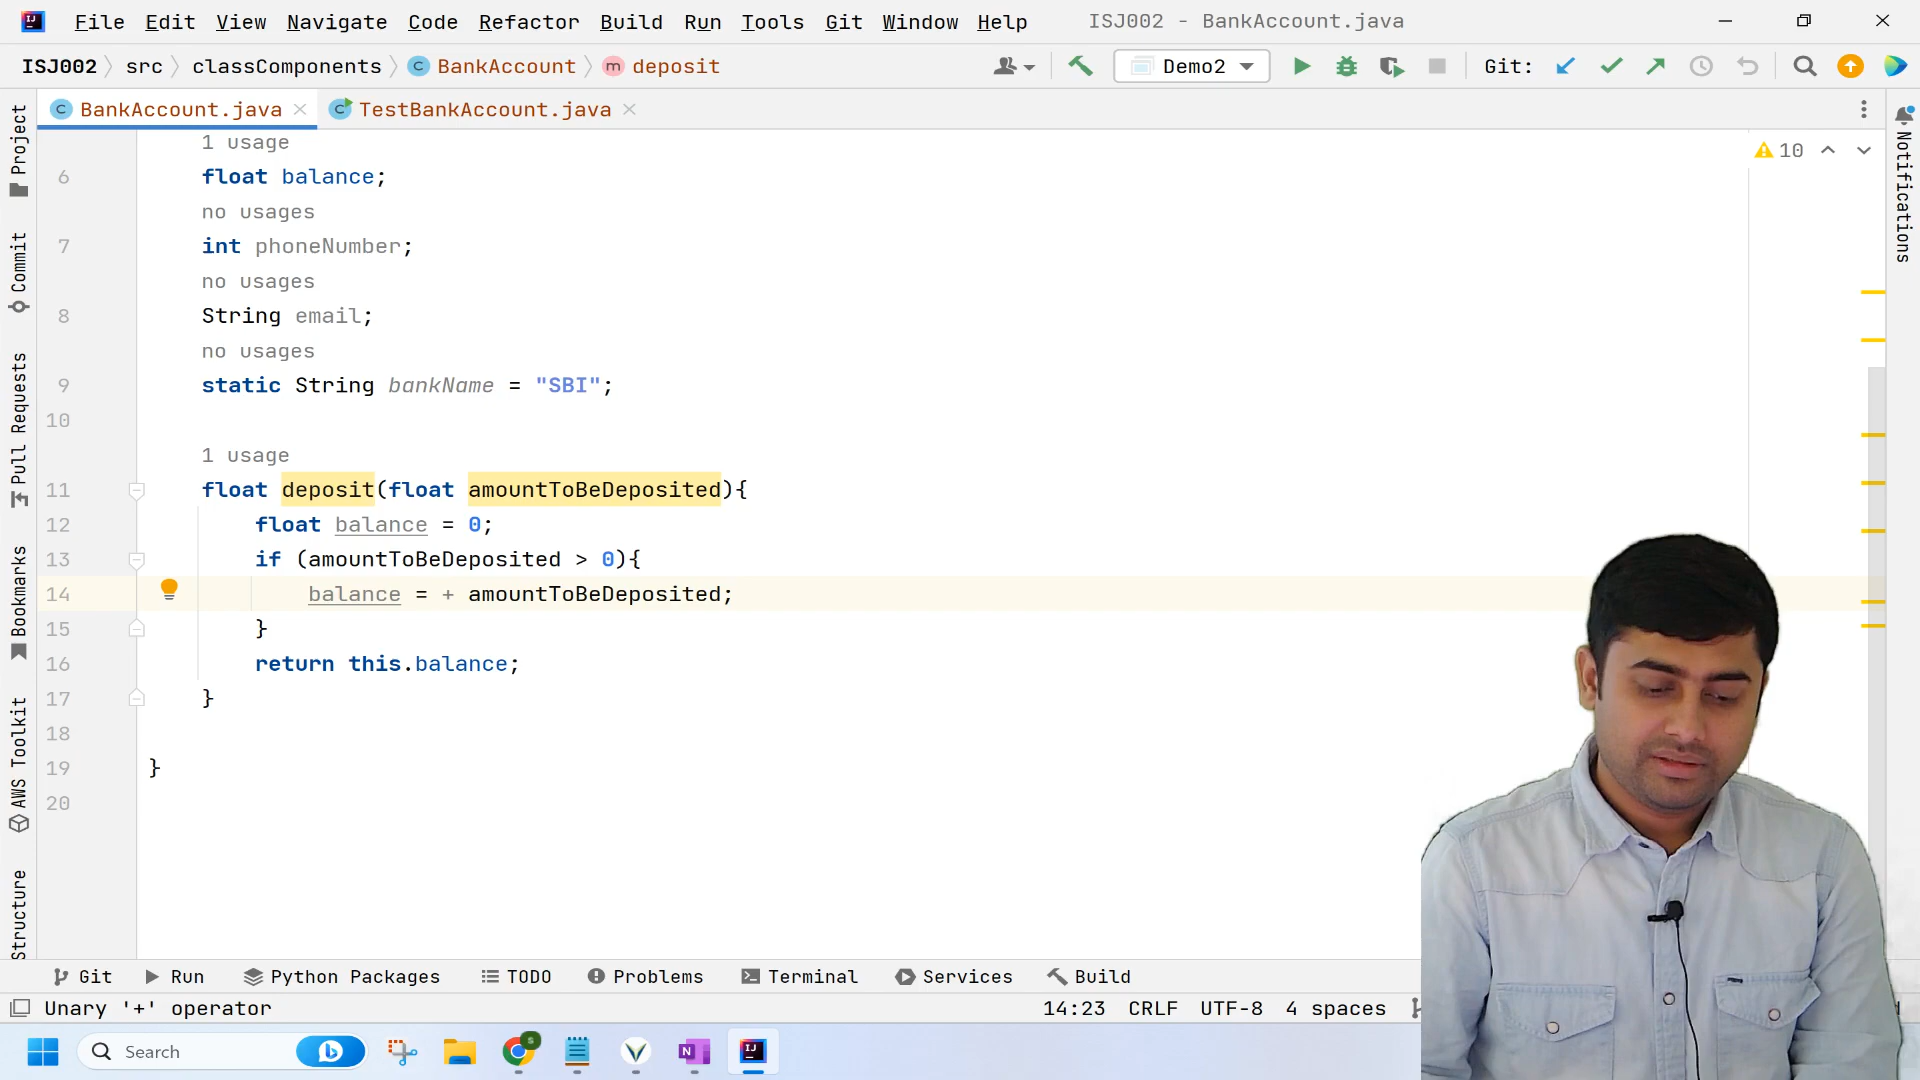 File Edit View Navigate Code Refactor Build Run Tools Git Window Help ISJ002 - BankAccount.java
ISJ002 src classComponents C BankAccount m deposit Demo2 Git:
C BankAccount.java C TestBankAccount.java
Project
Commit
Pull Requests
Bookmarks
AWS Toolkit
Structure
Notifications
10
1 usage
6 float balance;
no usages
7 int phoneNumber;
no usages
8 String email;
no usages
9 static String bankName = "SBI";
10
1 usage
11 float deposit(float amountToBeDeposited){
12 float balance = 0;
13 if (amountToBeDeposited > 0){
14 balance = + amountToBeDeposited;
15 }
16 return this.balance;
17 }
18
19 }
20
Git Run Python Packages TODO Problems Terminal Services Build
Unary '+' operator 14:23 CRLF UTF-8 4 spaces
Search